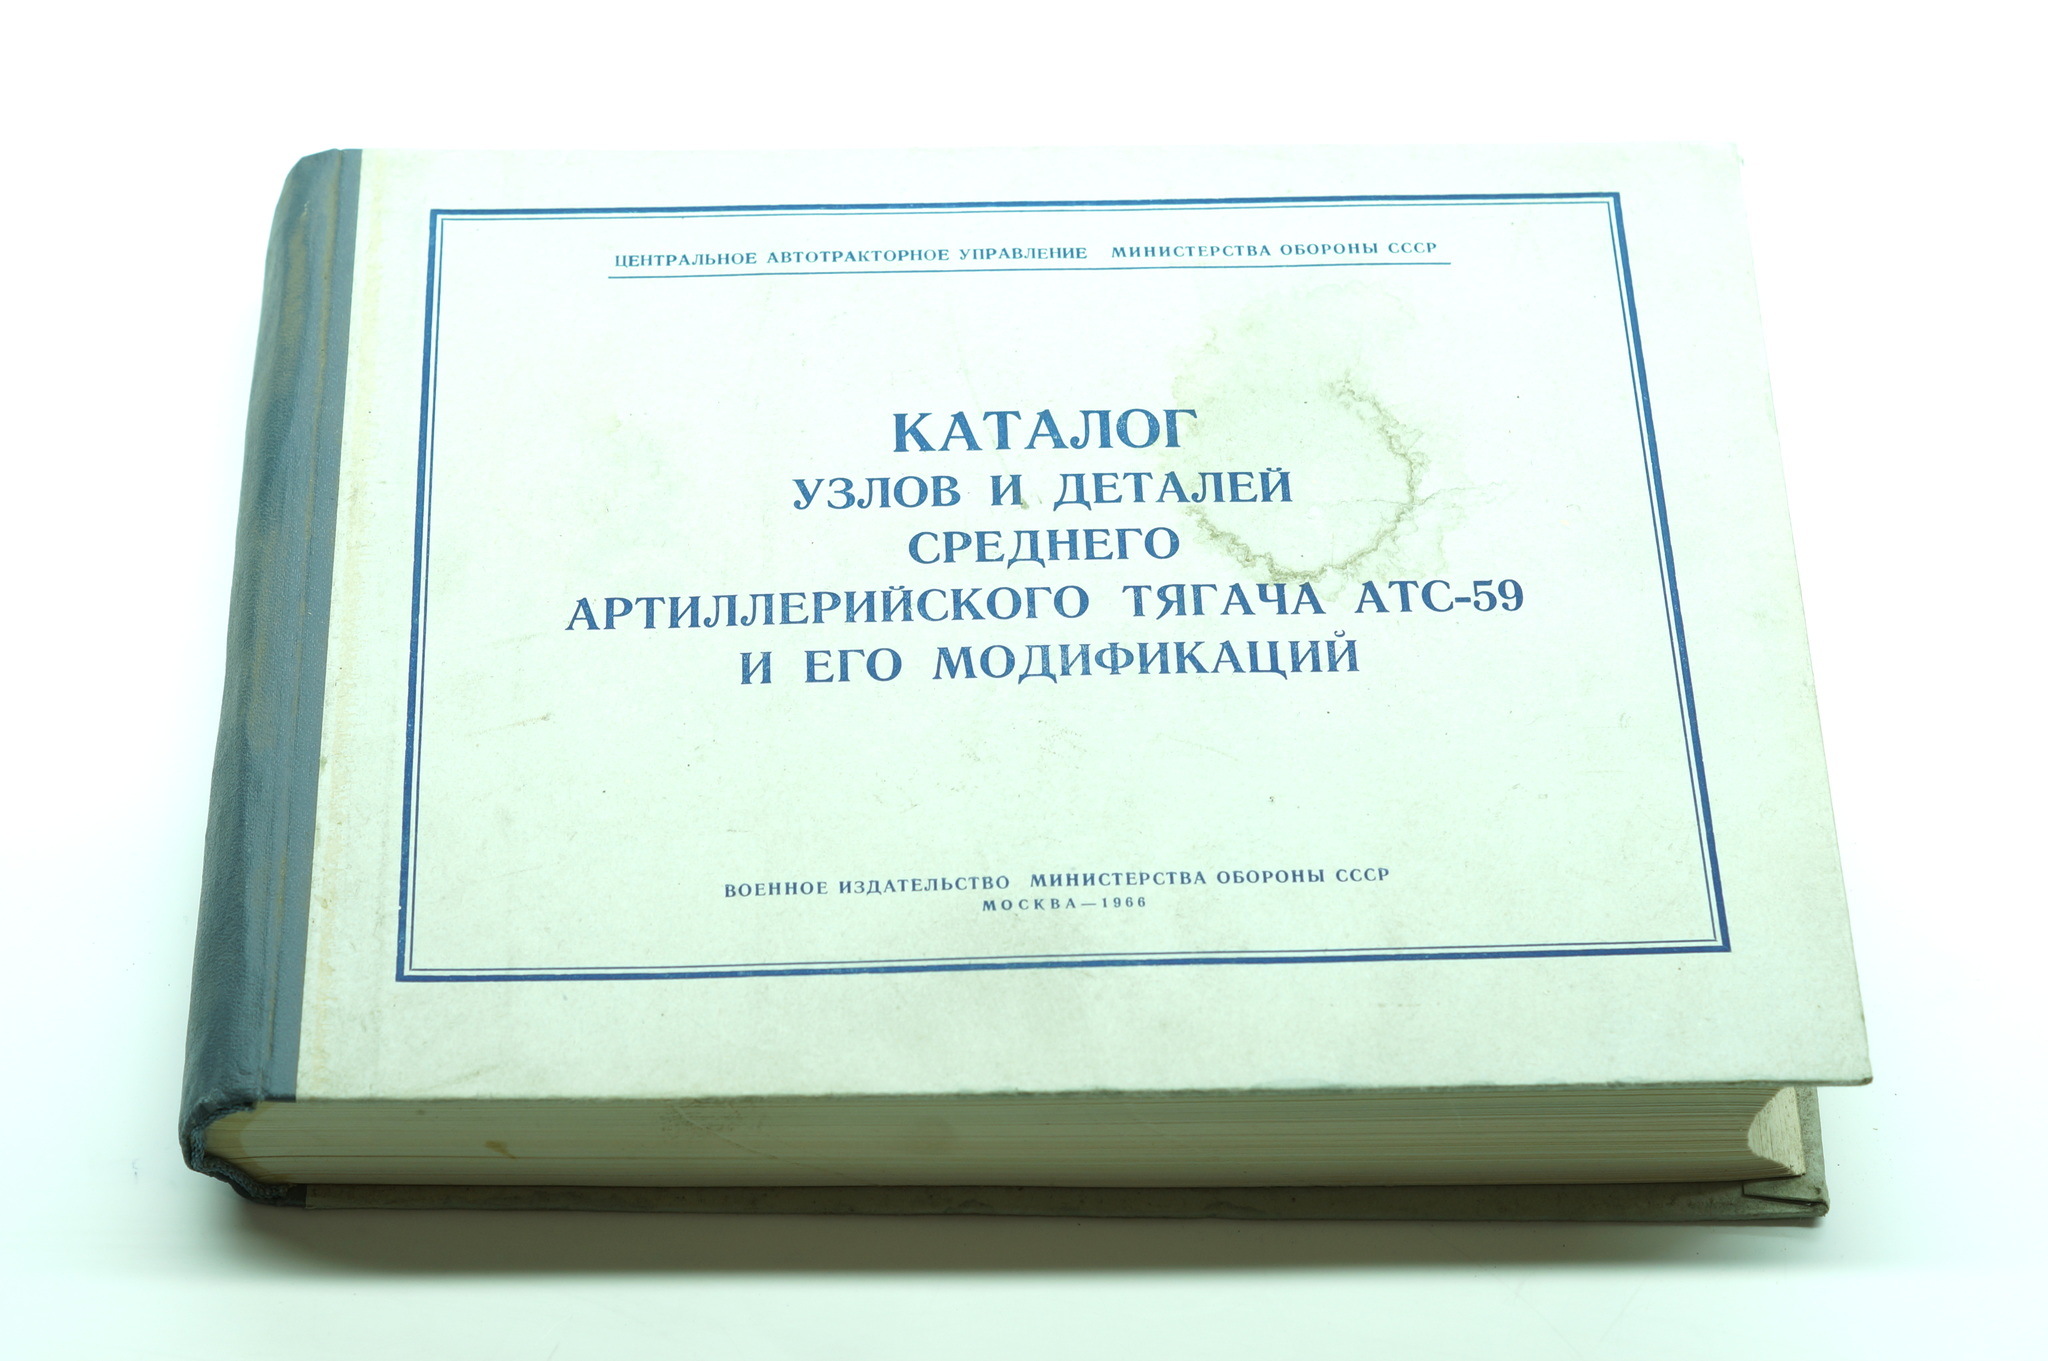 ЦЕНТРАЛЬНОЕ АВТОТРАКТОРНОЕ УПРАВЛЕНИЕ МИНИСТЕРСТВА ОБОРОНЫ СССР
КАТАЛОГ
УЗЛОВ И ДЕТАЛЕЙ
СРЕДНЕГО
АРТИЛЛЕРИЙСКОГО ТЯГАЧА АТС-59
И ЕГО МОДИФИКАЦИЙ
ВОЕННОЕ ИЗДАТЕЛЬСТВО МИНИСТЕРСТВА ОБОРОНЫ СССР
МОСКВА—1966